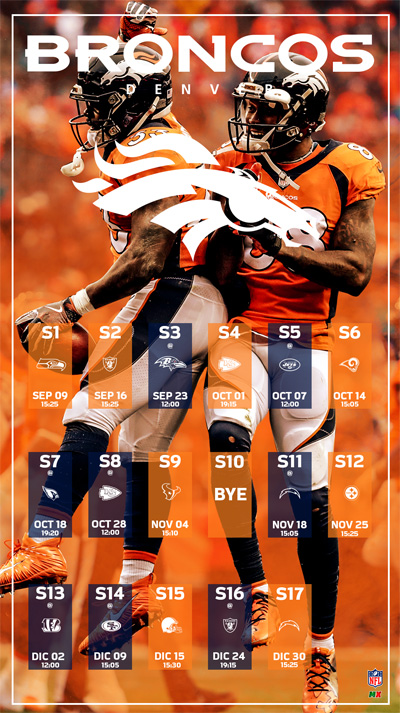 BRONCOS
DENVER
S1 S2 S3 S4 S5 S6
@ @
JETS
SEP 09 SEP 16 SEP 23 OCT 01 OCT 07 OCT 14
15:25 15:25 12:00 19:15 12:00 15:05
S7 S8 S9 S10 S11 S12
@ @ @
BYE
OCT 18 OCT 28 NOV 04 NOV 18 NOV 25
19:20 12:00 15:10 15:05 15:25
S13 S14 S15 S16 S17
@ @ @
DIC 02 DIC 09 DIC 15 DIC 24 DIC 30
12:00 15:05 15:30 19:15 15:25
NFL
MX